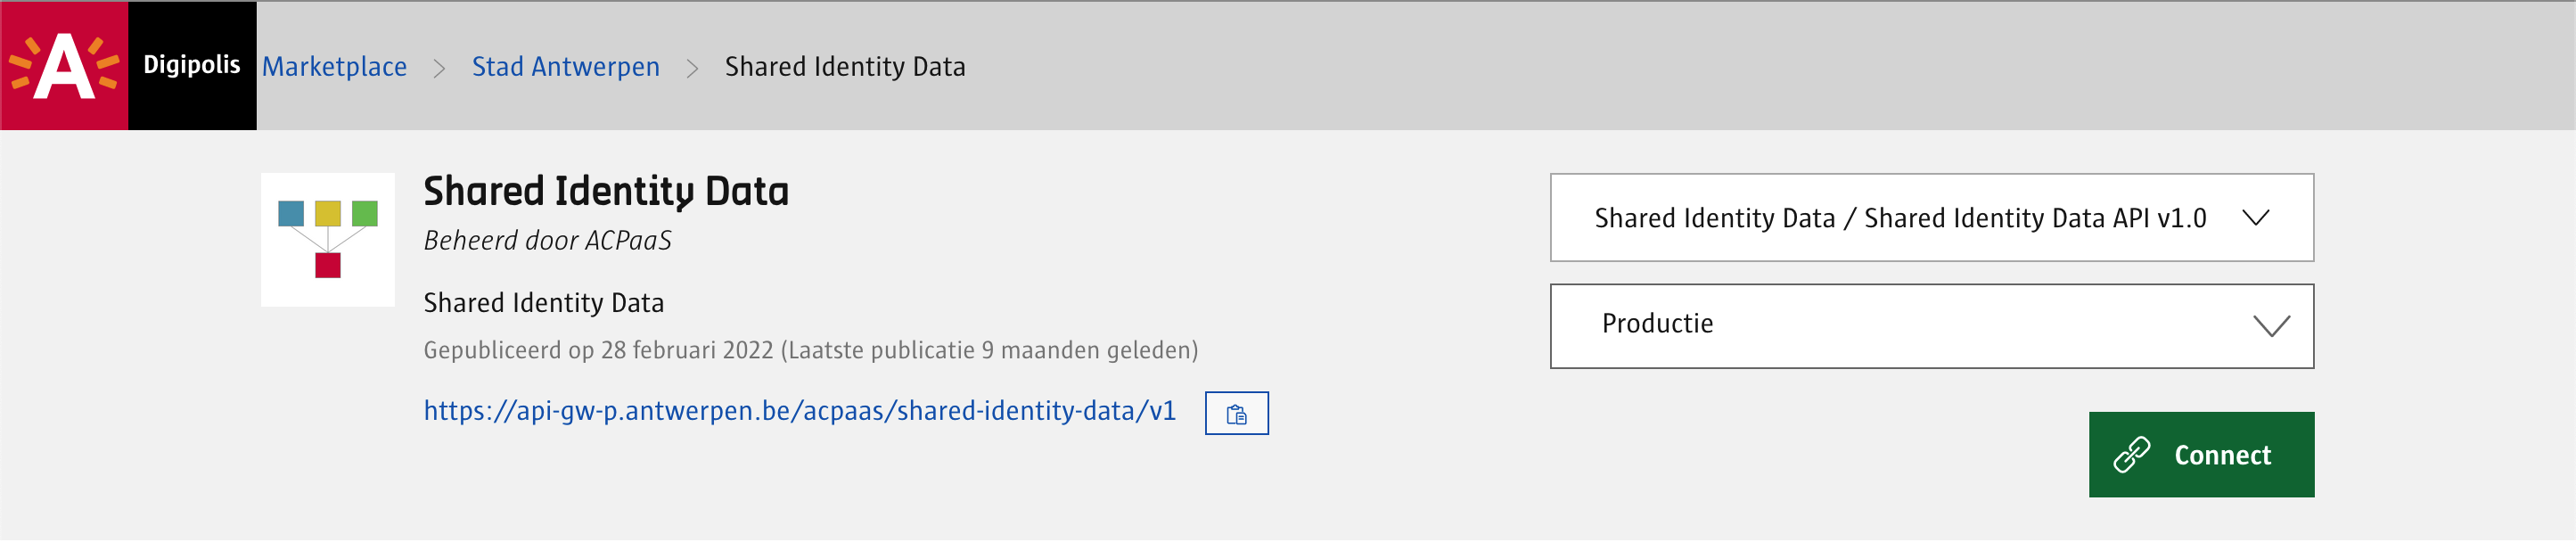 A Digipolis Marketplace > Stad Antwerpen > Shared Identity Data
Shared Identity Data
Beheerd door ACPaaS
Shared Identity Data
Gepubliceerd op 28 februari 2022 (Laatste publicatie 9 maanden geleden)
https://api-gw-p.antwerpen.be/acpaas/shared-identity-data/v1
Shared Identity Data / Shared Identity Data API v1.0
Productie
Connect